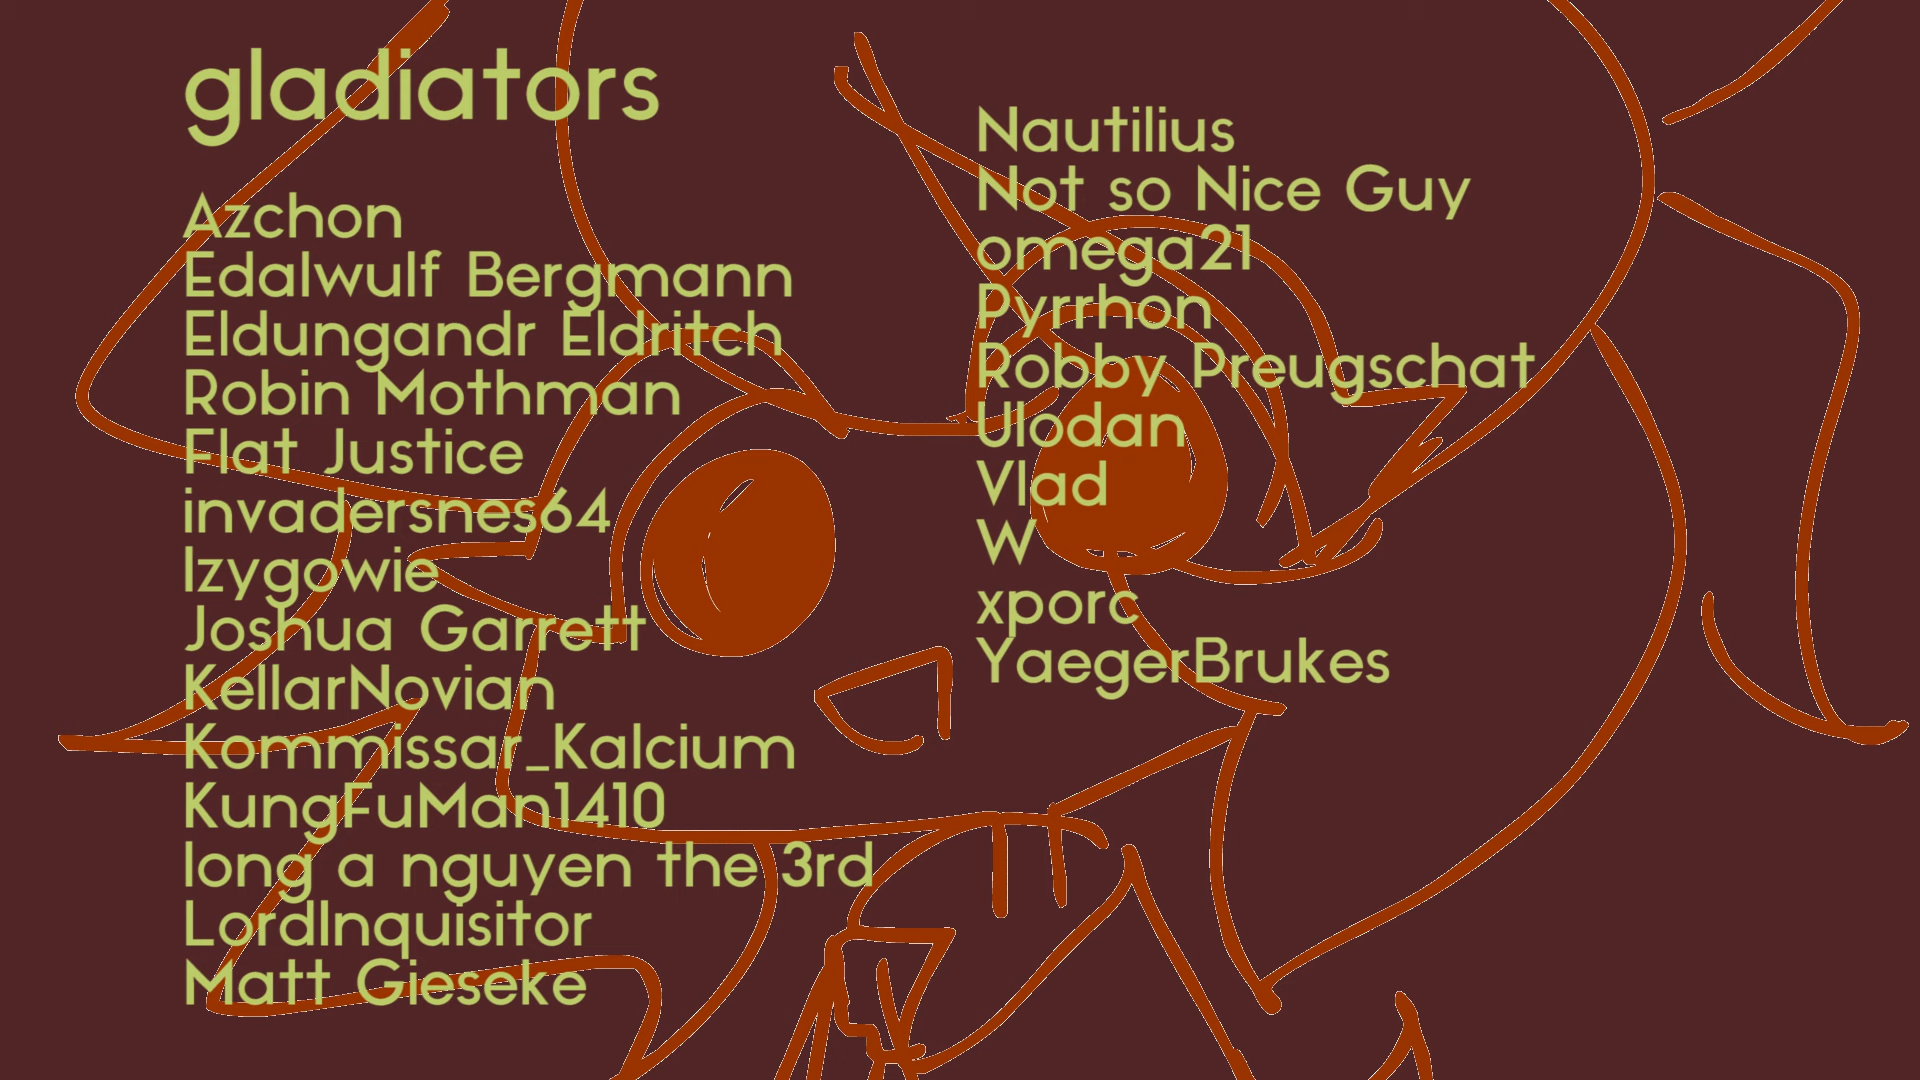 gladiators
Azchon
Edalwulf Bergmann
Eldungandr Eldritch
Robin Mothman
Flat Justice
invadersnes64
Izygowie
Joshua Garrett
KellarNovian
Kommissar_Kalcium
KungFuMan1410
long a nguyen the 3rd
LordInquisitor
Matt Gieseke
Nautilius
Not so Nice Guy
omega21
Pyrrhon
Robby Preugschat
Ulodan
Vlad
W
xporc
YaegerBrukes